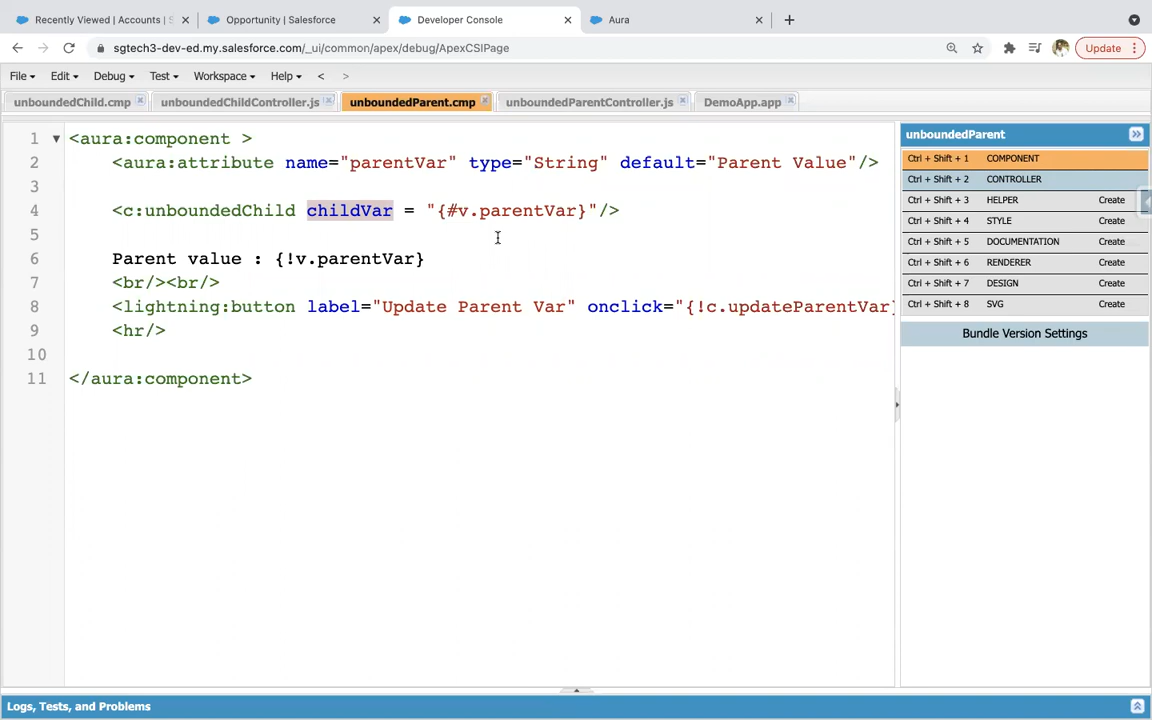 Recently Viewed | Accounts | S
Opportunity | Salesforce
Developer Console
Aura
sgtech3-dev-ed.my.salesforce.com/_ui/common/apex/debug/ApexCSIPage
Update
File Edit Debug Test Workspace Help < >
unboundedChild.cmp
unboundedChildController.js
unboundedParent.cmp
unboundedParentController.js
DemoApp.app
1 <aura:component >
2 <aura:attribute name="parentVar" type="String" default="Parent Value"/>
3
4 <c:unboundedChild childVar = "{#v.parentVar}"/>
5
6 Parent value : {!v.parentVar}
7 <br/><br/>
8 <lightning:button label="Update Parent Var" onclick="{!c.updateParentVar}
9 <hr/>
10
11 </aura:component>
unboundedParent
Ctrl + Shift + 1 COMPONENT
Ctrl + Shift + 2 CONTROLLER
Ctrl + Shift + 3 HELPER Create
Ctrl + Shift + 4 STYLE Create
Ctrl + Shift + 5 DOCUMENTATION Create
Ctrl + Shift + 6 RENDERER Create
Ctrl + Shift + 7 DESIGN Create
Ctrl + Shift + 8 SVG Create
Bundle Version Settings
Logs, Tests, and Problems